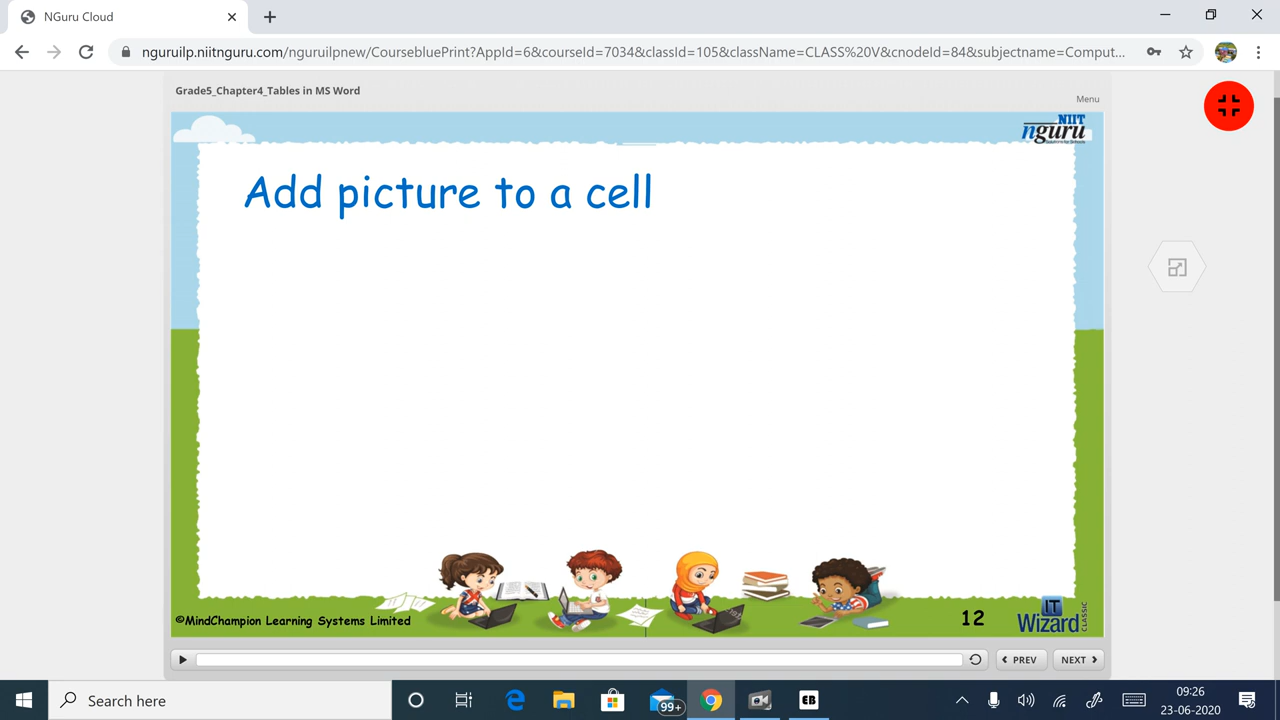 NGuru Cloud
nguruilp.niitnguru.com/nguruilpnew/CoursebluePrint?AppId=6&courseId=7034&classId=105&className=CLASS%20V&cnodeId=84&subjectname=Comput...
Grade5_Chapter4_Tables in MS Word
Menu
NIIT
nguru
Add picture to a cell
©MindChampion Learning Systems Limited
12
IT
Wizard
CLASSIC
PREV
NEXT
Search here
99+
EB
09:26
23-06-2020